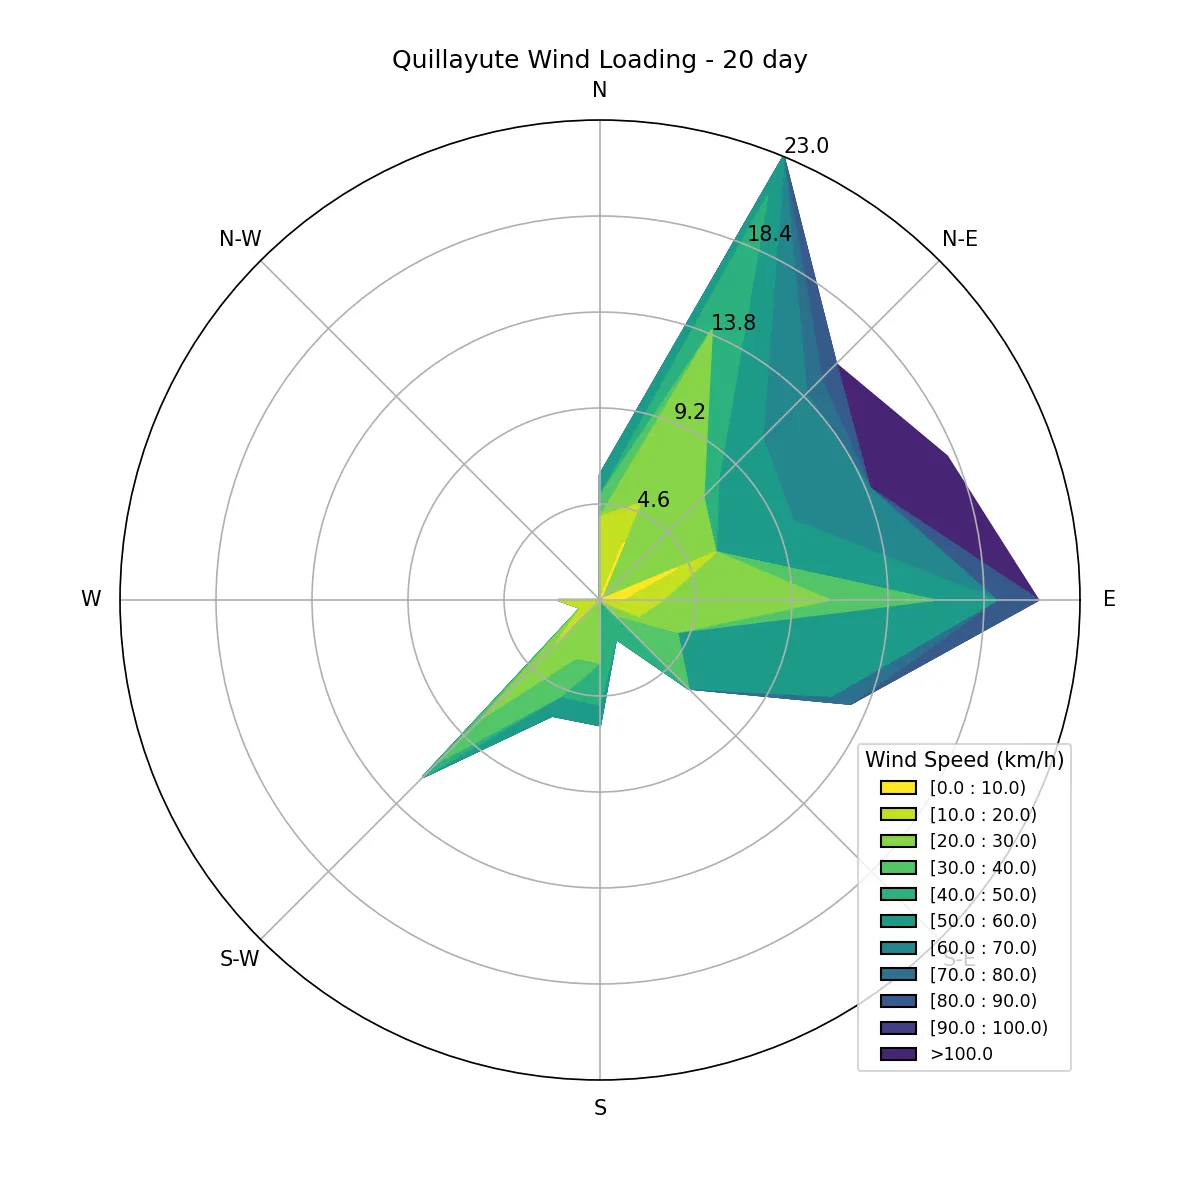 Quillayute Wind Loading - 20 day
N
23.0
18.4
N-W
N-E
13.8
9.2
4.6
W
E
Wind Speed (km/h)
[0.0 : 10.0)
[10.0 : 20.0)
[20.0 : 30.0)
[30.0 : 40.0)
[40.0 : 50.0)
[50.0 : 60.0)
[60.0 : 70.0)
[70.0 : 80.0)
[80.0 : 90.0)
[90.0 : 100.0)
>100.0
S-W
S-E
S